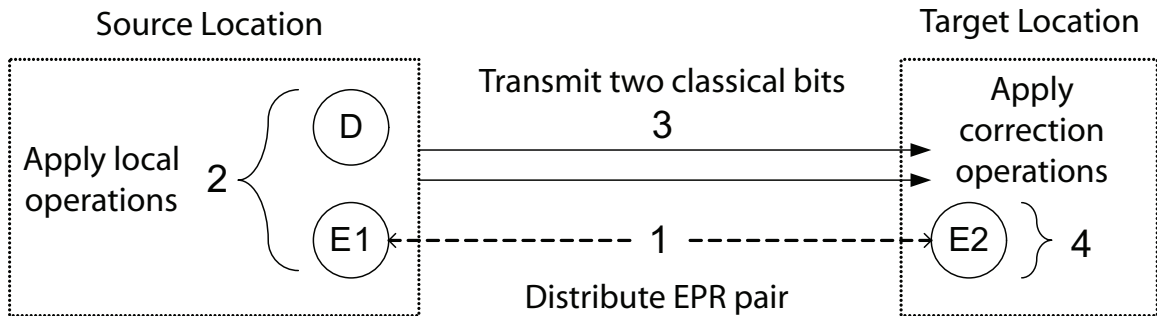 Source Location
Target Location
Transmit two classical bits
3
Apply local
operations
2
D
E1
1
Distribute EPR pair
Apply
correction
operations
E2
4